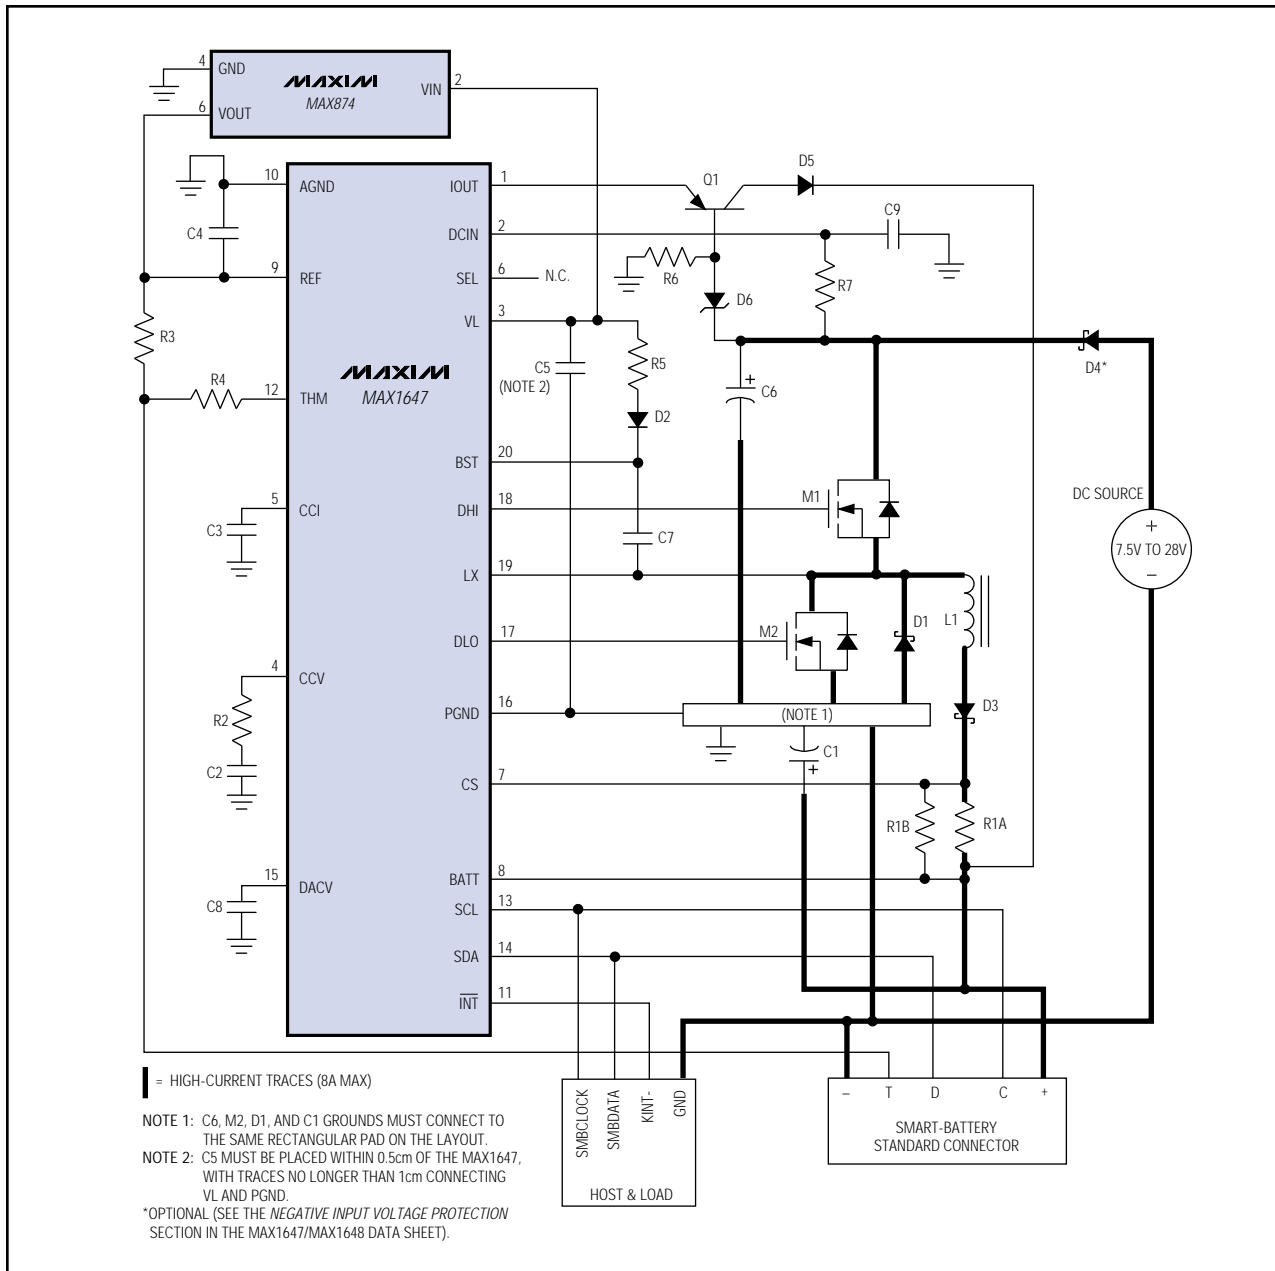 4
GND
MAXIM
MAX874
VIN
2
6
VOUT
10
AGND
C4
9
REF
R3
R4
12
THM
MAXIM
MAX1647
5
CCI
C3
4
CCV
R2
C2
15
DACV
C8
IOUT
1
DCIN
2
SEL
6
N.C.
VL
3
BST
20
DHI
18
LX
19
DLO
17
PGND
16
CS
7
BATT
8
SCL
13
SDA
14
INT
11
Q1
D5
C9
R6
D6
R7
C5
(NOTE 2)
R5
D2
C6
+
D4*
C7
M1
DC SOURCE
+
7.5V TO 28V
–
M2
D1
L1
D3
(NOTE 1)
C1
+
R1B
R1A
= HIGH-CURRENT TRACES (8A MAX)
NOTE 1: C6, M2, D1, AND C1 GROUNDS MUST CONNECT TO
THE SAME RECTANGULAR PAD ON THE LAYOUT.
NOTE 2: C5 MUST BE PLACED WITHIN 0.5cm OF THE MAX1647,
WITH TRACES NO LONGER THAN 1cm CONNECTING
VL AND PGND.
*OPTIONAL (SEE THE NEGATIVE INPUT VOLTAGE PROTECTION
SECTION IN THE MAX1647/MAX1648 DATA SHEET).
SMBCLOCK
SMBDATA
KINT-
GND
HOST & LOAD
– T D C +
SMART-BATTERY
STANDARD CONNECTOR